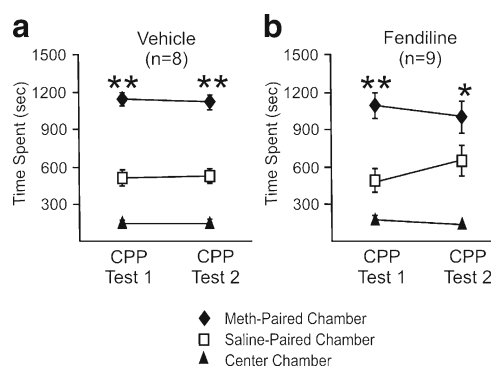 a
Vehicle
(n=8)
Time Spent (sec)
1500
1200
900
600
300
**
**
CPP
Test 1
CPP
Test 2
b
Fendiline
(n=9)
Time Spent (sec)
1500
1200
900
600
300
**
*
CPP
Test 1
CPP
Test 2
Meth-Paired Chamber
Saline-Paired Chamber
Center Chamber